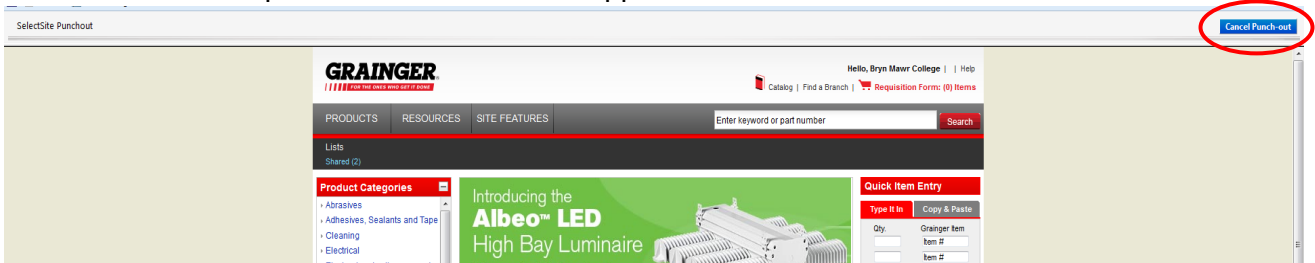 SelectSite Punchout
Cancel Punch-out
GRAINGER
FOR THE ONES WHO GET IT DONE
Hello, Bryn Mawr College | | Help
Catalog | Find a Branch | Requisition Form: (0) Items
PRODUCTS RESOURCES SITE FEATURES
Enter keyword or part number
Search
Lists
Shared (2)
Product Categories
› Abrasives
› Adhesives, Sealants and Tape
› Cleaning
› Electrical
Introducing the
Albeo™ LED
High Bay Luminaire
Quick Item Entry
Type It In Copy & Paste
Qty. Grainger Item
Item #
Item #